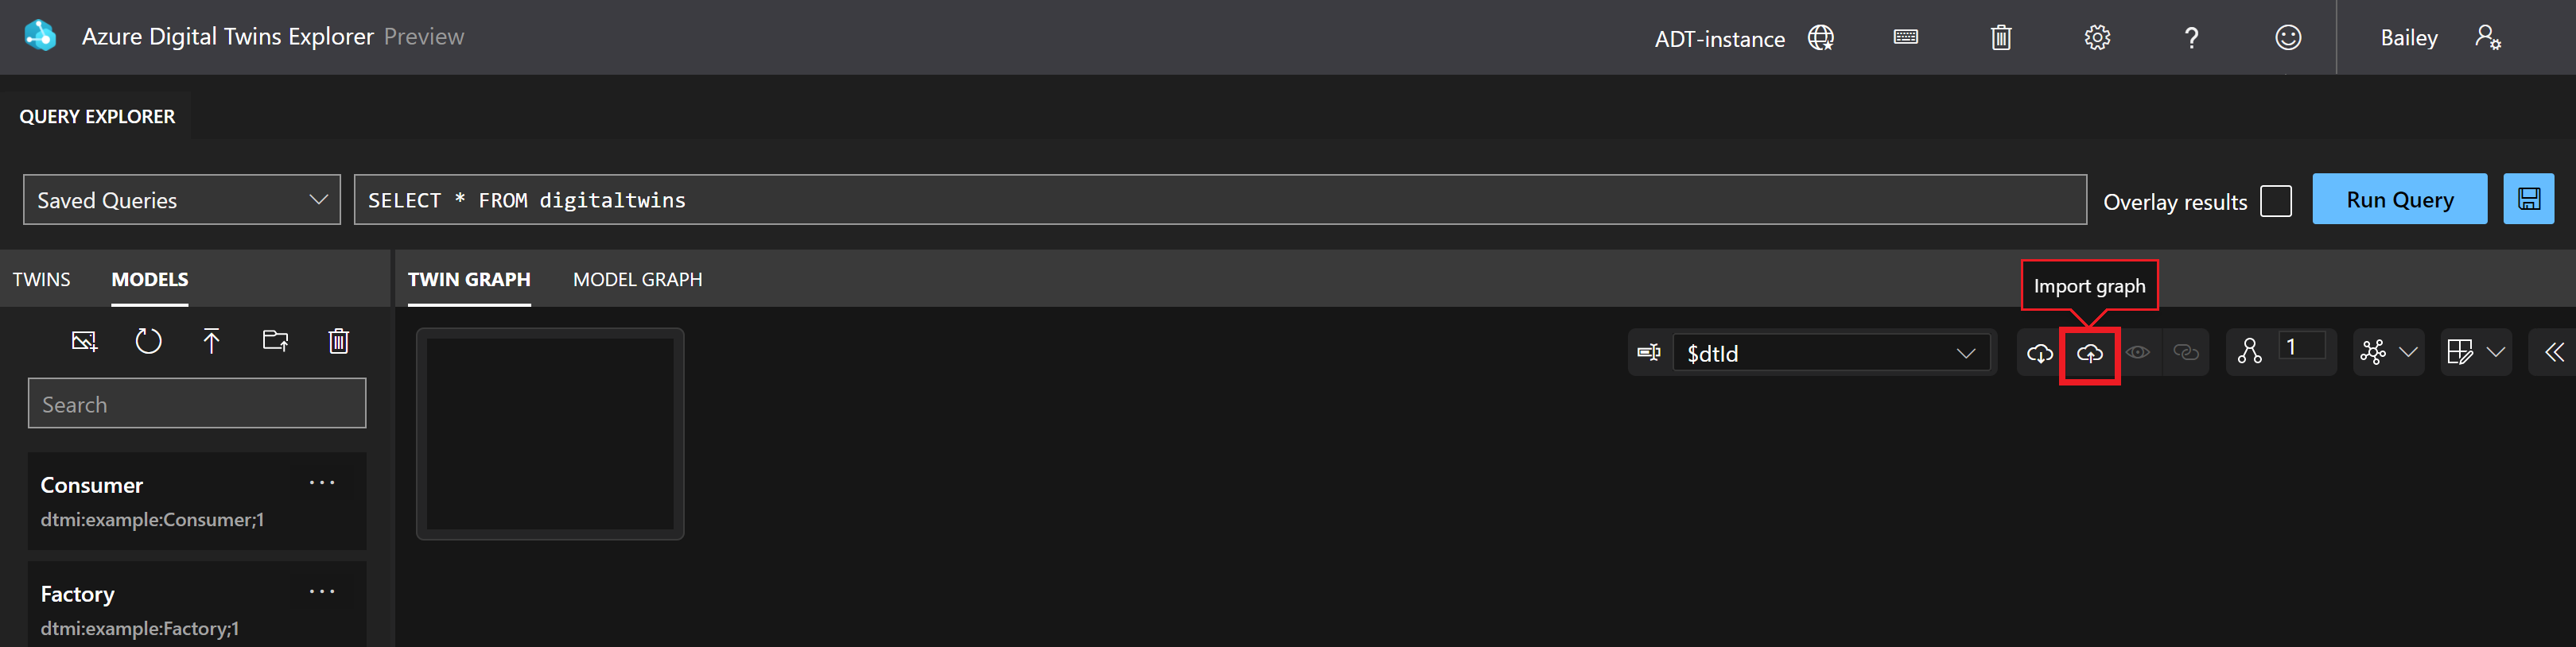 Azure Digital Twins Explorer Preview
ADT-instance
?
Bailey
QUERY EXPLORER
Saved Queries
SELECT * FROM digitaltwins
Overlay results
Run Query
TWINS
MODELS
TWIN GRAPH
MODEL GRAPH
Import graph
$dtId
1
Search
Consumer
...
dtmi:example:Consumer;1
Factory
...
dtmi:example:Factory;1